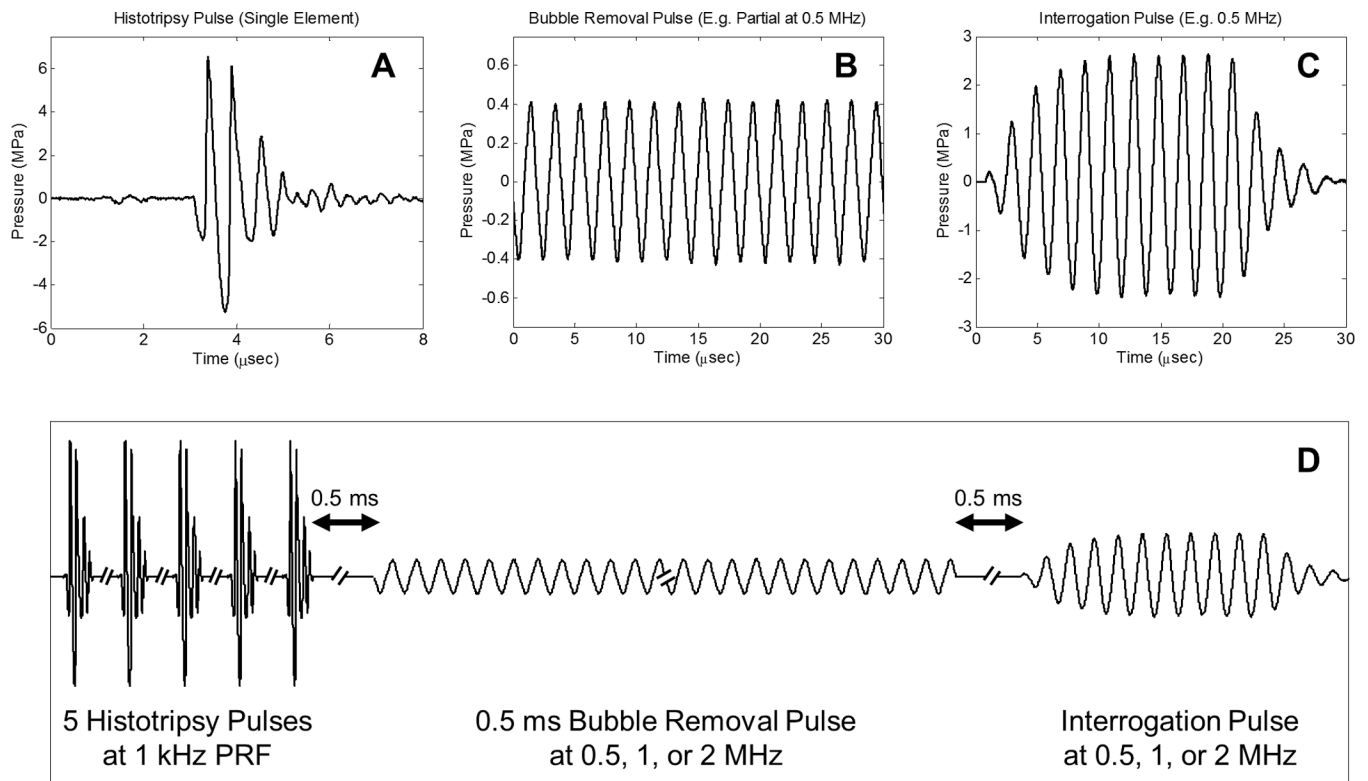 Histotripsy Pulse (Single Element)
A
Pressure (MPa)
6
4
2
0
-2
-4
-6
0
2
4
6
8
Time (μsec)
Bubble Removal Pulse (E.g. Partial at 0.5 MHz)
B
Pressure (MPa)
0.6
0.4
0.2
0
-0.2
-0.4
-0.6
0
5
10
15
20
25
30
Time (μsec)
Interrogation Pulse (E.g. 0.5 MHz)
C
Pressure (MPa)
3
2
1
0
-1
-2
-3
0
5
10
15
20
25
30
Time (μsec)
D
0.5 ms
0.5 ms
5 Histotripsy Pulses
at 1 kHz PRF
0.5 ms Bubble Removal Pulse
at 0.5, 1, or 2 MHz
Interrogation Pulse
at 0.5, 1, or 2 MHz